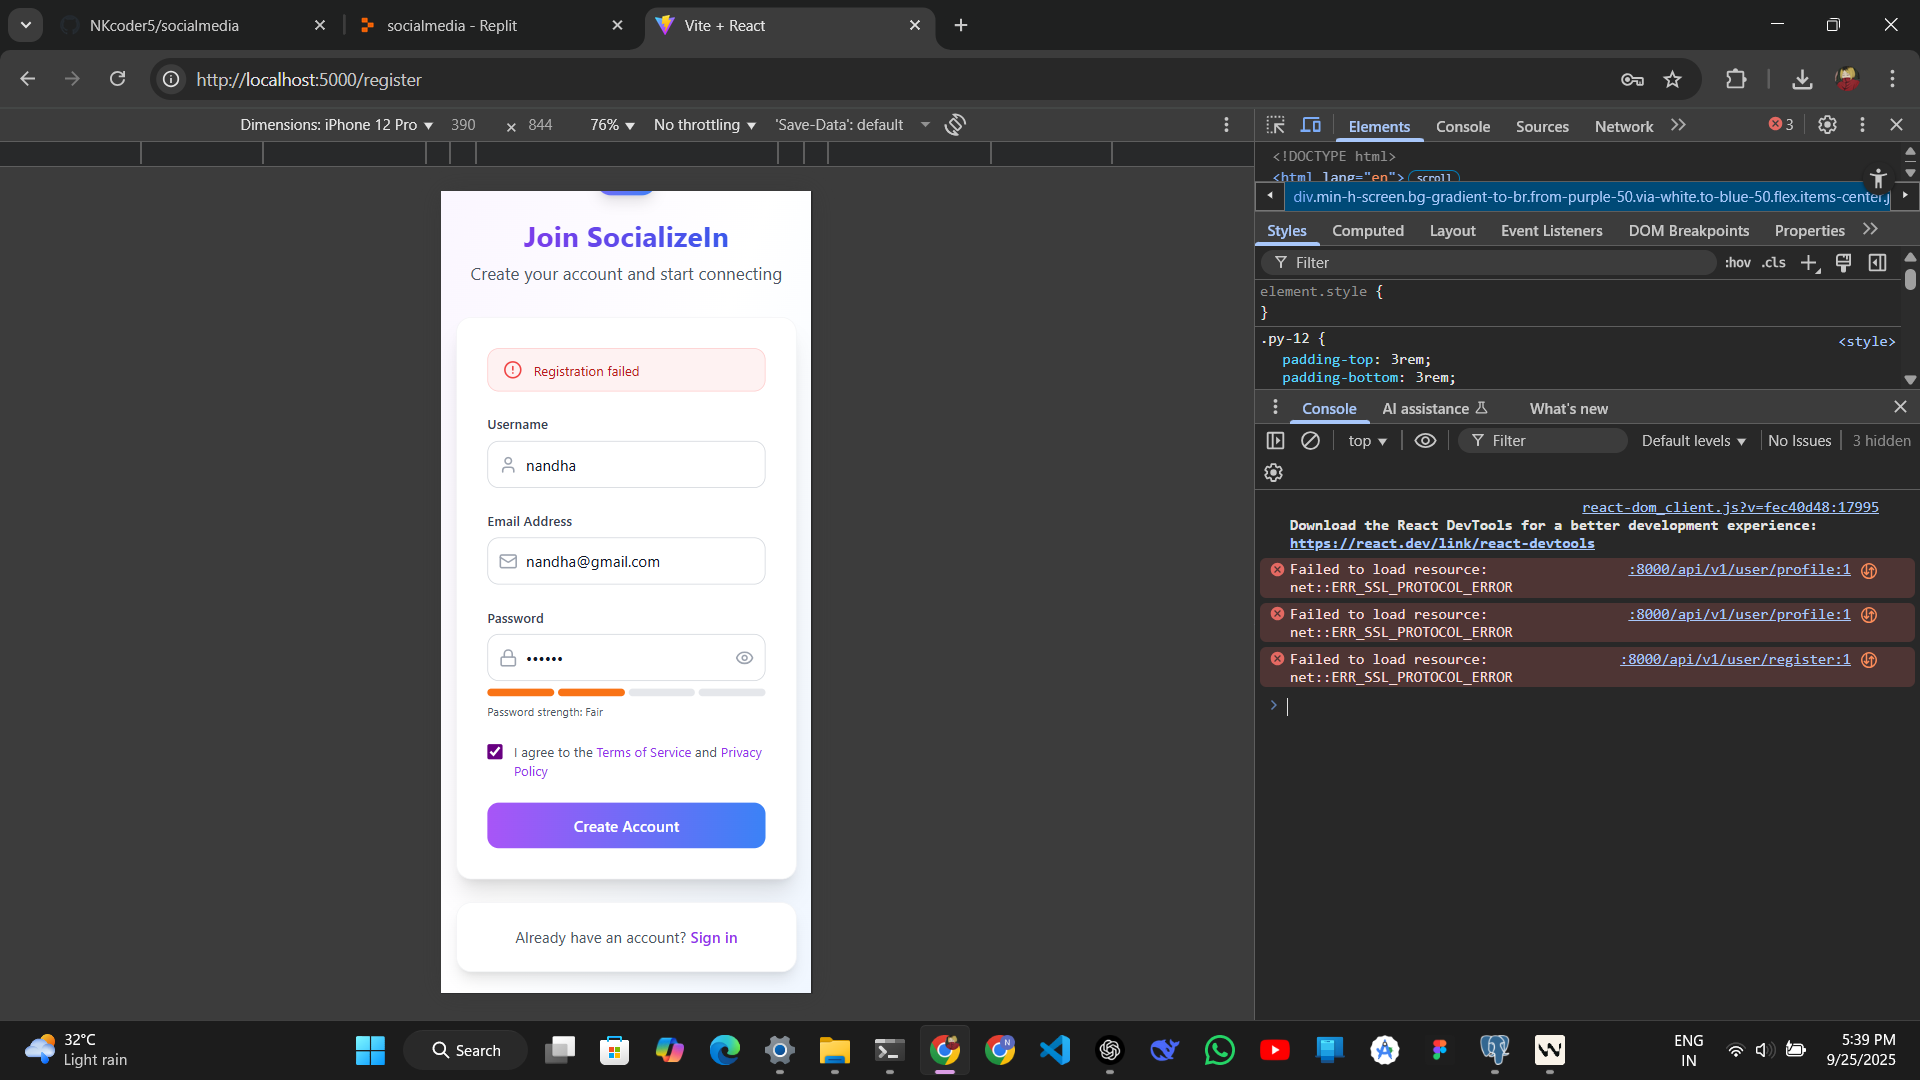 NKcoder5/socialmedia
socialmedia - Replit
Vite + React
http://localhost:5000/register
Dimensions: iPhone 12 Pro
390
×
844
76%
No throttling
'Save-Data': default
Join SocializeIn
Create your account and start connecting
Registration failed
Username
nandha
Email Address
nandha@gmail.com
Password
••••••
Password strength: Fair
I agree to the Terms of Service and Privacy
Policy
Create Account
Already have an account? Sign in
Elements
Console
Sources
Network
3
<!DOCTYPE html>
<html lang="en">
scroll
div.min-h-screen.bg-gradient-to-br.from-purple-50.via-white.to-blue-50.flex.items-center.j
Styles
Computed
Layout
Event Listeners
DOM Breakpoints
Properties
Filter
:hov
.cls
element.style {
}
.py-12 {
<style>
padding-top: 3rem;
padding-bottom: 3rem;
Console
AI assistance
What's new
top
Filter
Default levels
No Issues
3 hidden
react-dom_client.js?v=fec40d48:17995
Download the React DevTools for a better development experience:
https://react.dev/link/react-devtools
Failed to load resource: :8000/api/v1/user/profile:1
net::ERR_SSL_PROTOCOL_ERROR
Failed to load resource: :8000/api/v1/user/profile:1
net::ERR_SSL_PROTOCOL_ERROR
Failed to load resource: :8000/api/v1/user/register:1
net::ERR_SSL_PROTOCOL_ERROR
32°C
Light rain
Search
ENG
IN
5:39 PM
9/25/2025